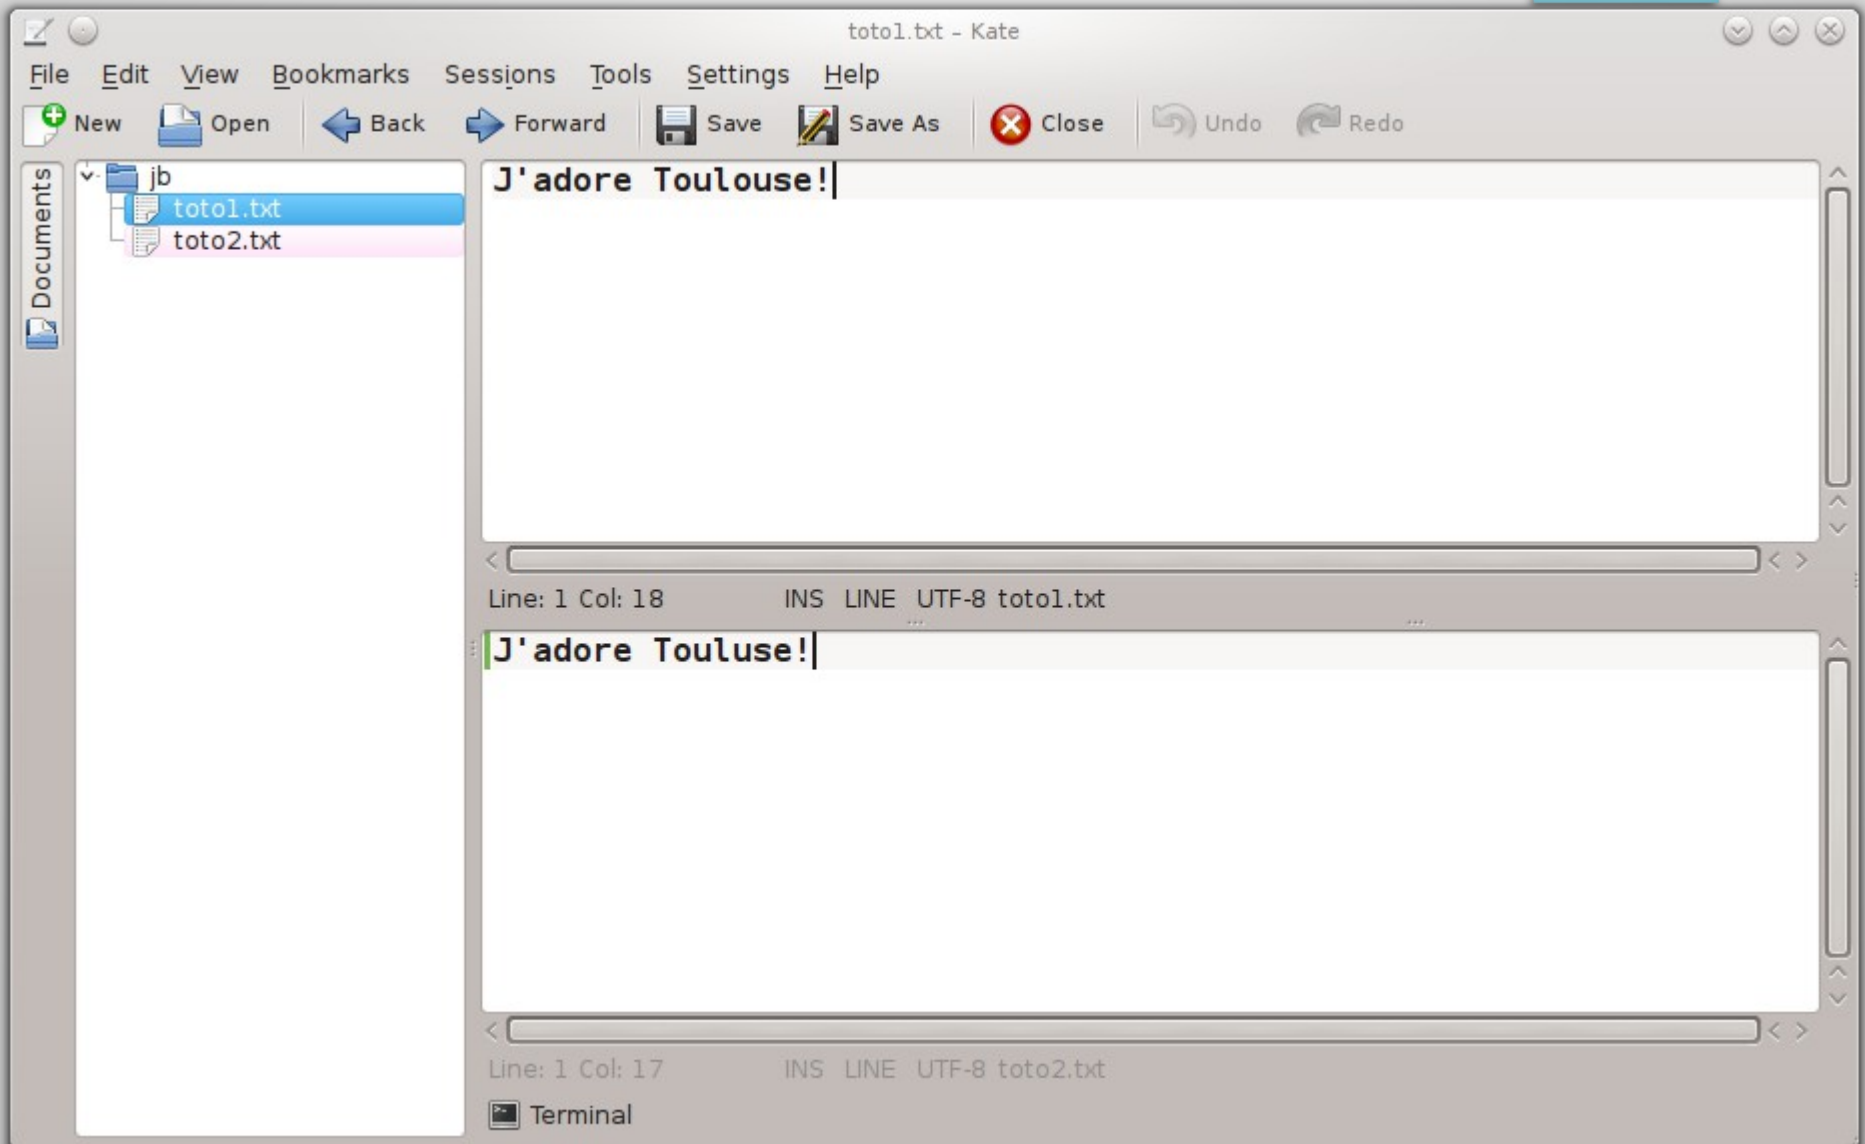 toto1.txt – Kate
File Edit View Bookmarks Sessions Tools Settings Help
New Open Back Forward Save Save As Close Undo Redo
Documents
jb
toto1.txt
toto2.txt
J'adore Toulouse!
Line: 1 Col: 18 INS LINE UTF-8 toto1.txt
J'adore Touluse!
Line: 1 Col: 17 INS LINE UTF-8 toto2.txt
Terminal